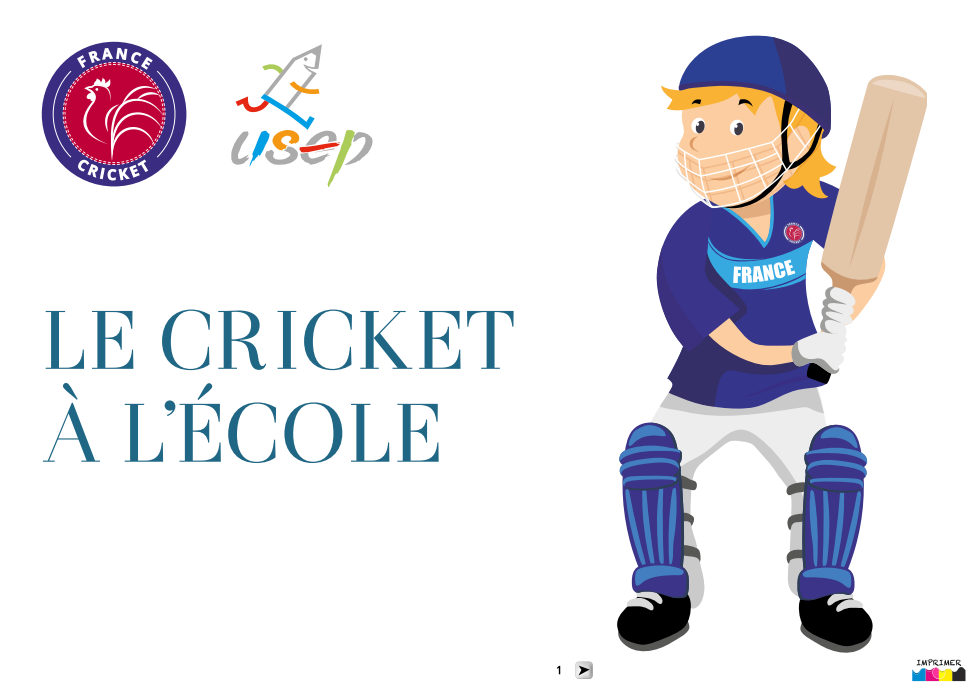 FRANCE
CRICKET
usep
FRANCE
LE CRICKET
À L’ÉCOLE
1
IMPRIMER